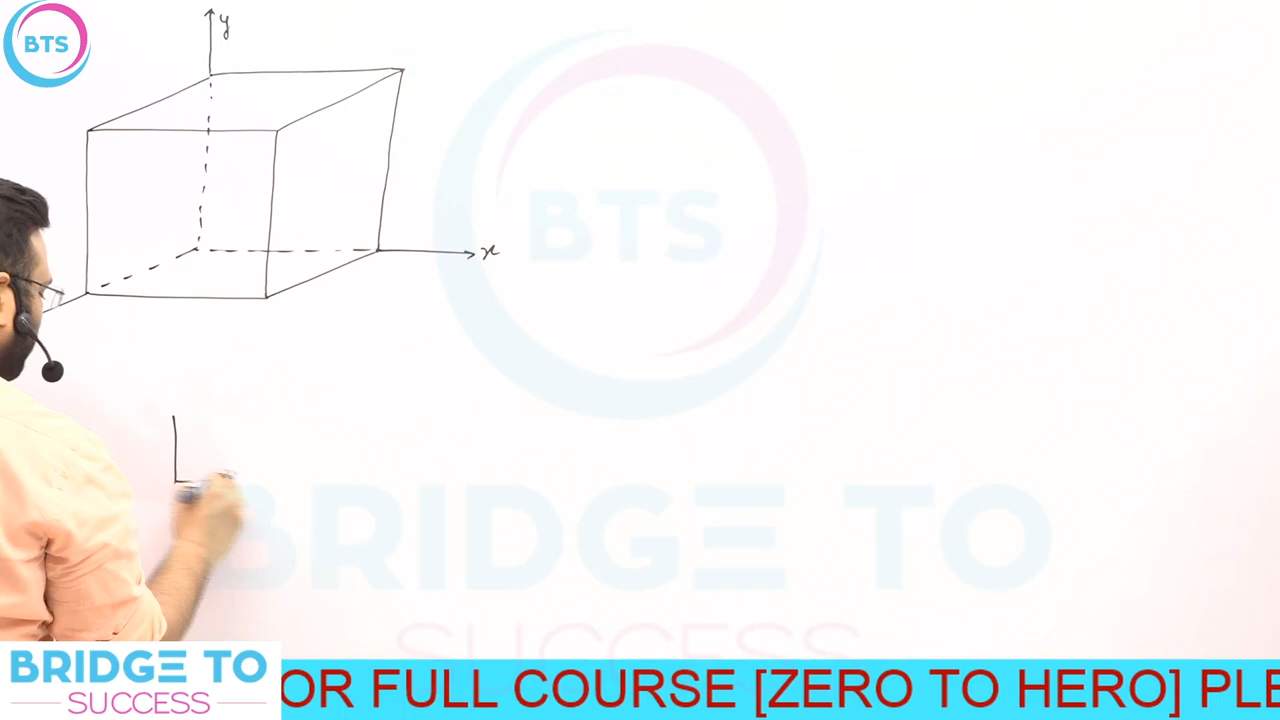 BTS
y
x
BTS
BRIDGE TO
SUCCESS
BRIDGE TO
SUCCESS
OR FULL COURSE [ZERO TO HERO] PLE